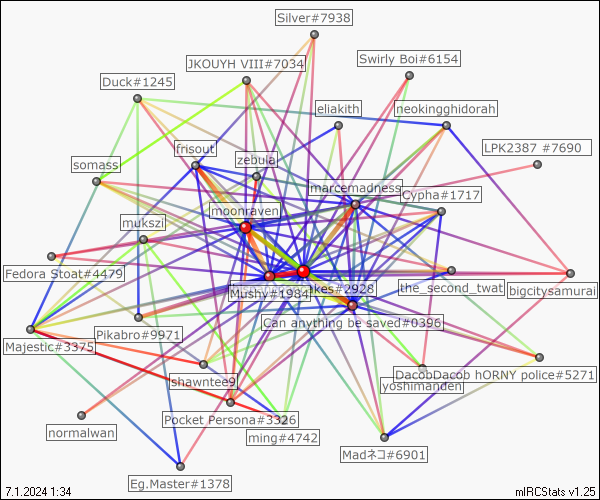 Silver#7938
Swirly Boi#6154
JKOUYH VIII#7034
Duck#1245
eliakith
neokingghidorah
LPK2387 #7690
frisout
zebula
somass
marcemadness
Cypha#1717
moonraven
mukszi
Fedora Stoat#4479
Mushy#1984
akes#2928
the_second_twat
bigcitysamurai
Can anything be saved#0396
Pikabro#9971
Majestic#3375
shawntee9
DacobDacob hORNY police#5271
yoshimanden
Pocket Persona#3326
normalwan
ming#4742
Madネコ#6901
Eg.Master#1378
7.1.2024 1:34
mIRCStats v1.25